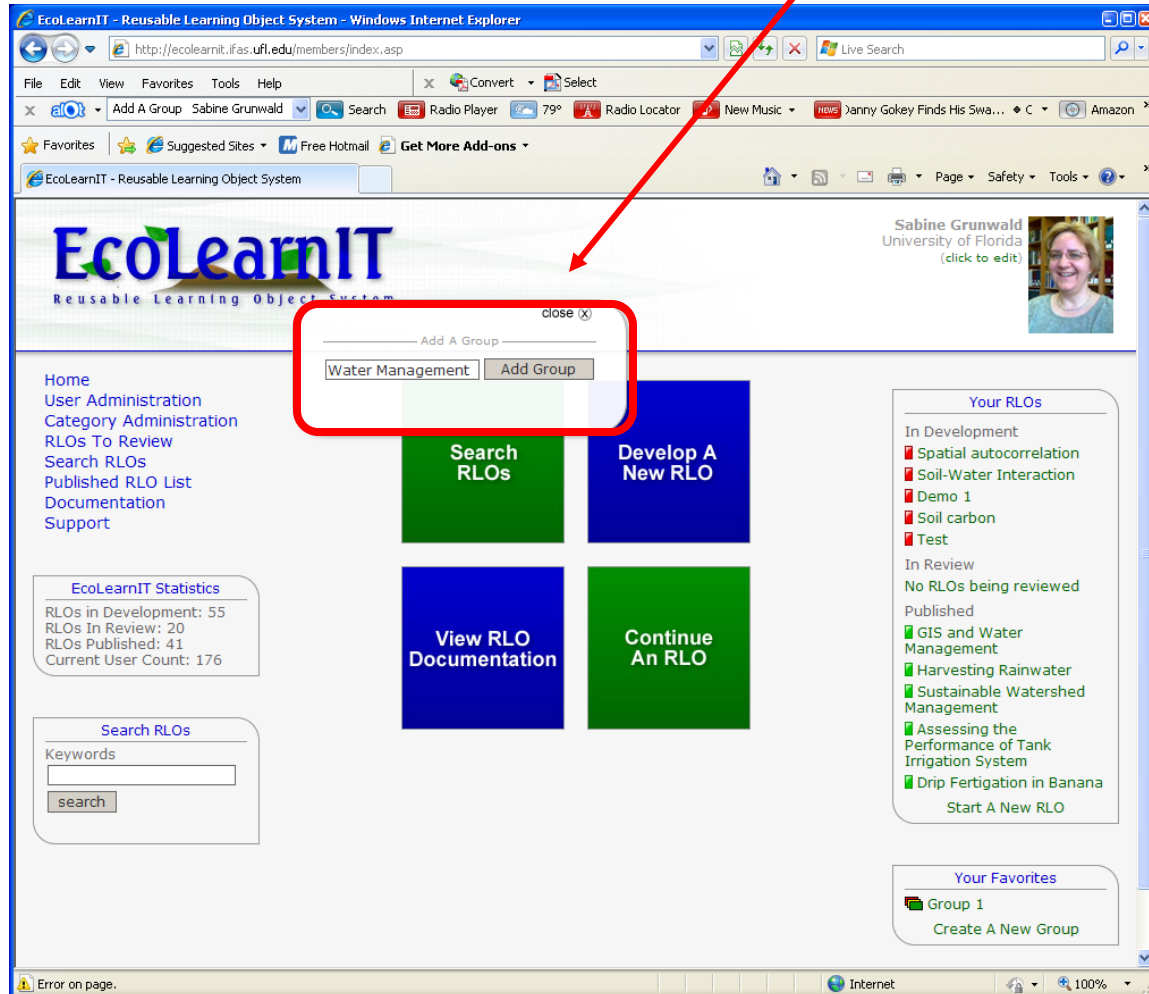 EcoLearnIT - Reusable Learning Object System - Windows Internet Explorer
http://ecolearnit.ifas.ufl.edu/members/index.asp
Live Search
File Edit View Favorites Tools Help
x Convert Select
x Add A Group Sabine Grunwald Search Radio Player 79° Radio Locator New Music NEWS Danny Gokey Finds His Swa... C Amazon »
Favorites Suggested Sites Free Hotmail Get More Add-ons
EcoLearnIT - Reusable Learning Object System
Page Safety Tools »
EcoLearnIT
Reusable Learning Object System
Sabine Grunwald
University of Florida
(click to edit)
close (x)
Add A Group
Water Management Add Group
Home
User Administration
Category Administration
RLOs To Review
Search RLOs
Published RLO List
Documentation
Support
EcoLearnIT Statistics
RLOs in Development: 55
RLOs In Review: 20
RLOs Published: 41
Current User Count: 176
Search RLOs
Keywords
search
Search
RLOs
Develop A
New RLO
View RLO
Documentation
Continue
An RLO
Your RLOs
In Development
Spatial autocorrelation
Soil-Water Interaction
Demo 1
Soil carbon
Test
In Review
No RLOs being reviewed
Published
GIS and Water
Management
Harvesting Rainwater
Sustainable Watershed
Management
Assessing the
Performance of Tank
Irrigation System
Drip Fertigation in Banana
Start A New RLO
Your Favorites
Group 1
Create A New Group
Error on page.
Internet
100%